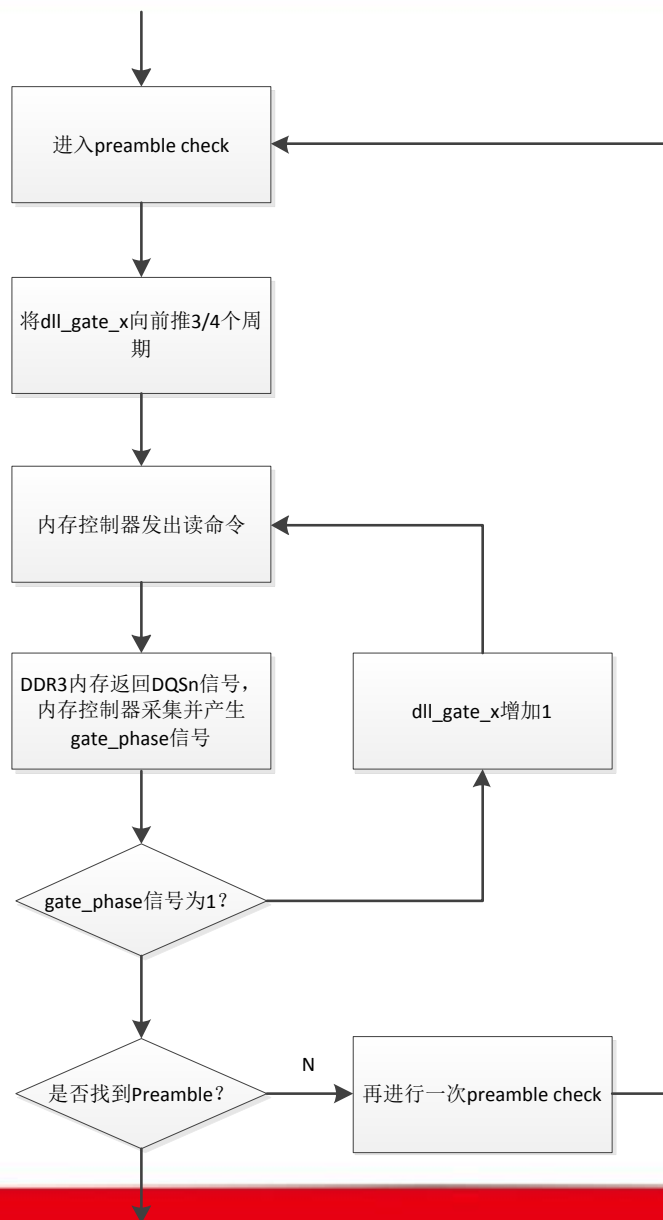 进入preamble check
将dll_gate_x向前推3/4个周
期
内存控制器发出读命令
DDR3内存返回DQSn信号，
内存控制器采集并产生
gate_phase信号
dll_gate_x增加1
gate_phase信号为1？
是否找到Preamble？
N
再进行一次preamble check